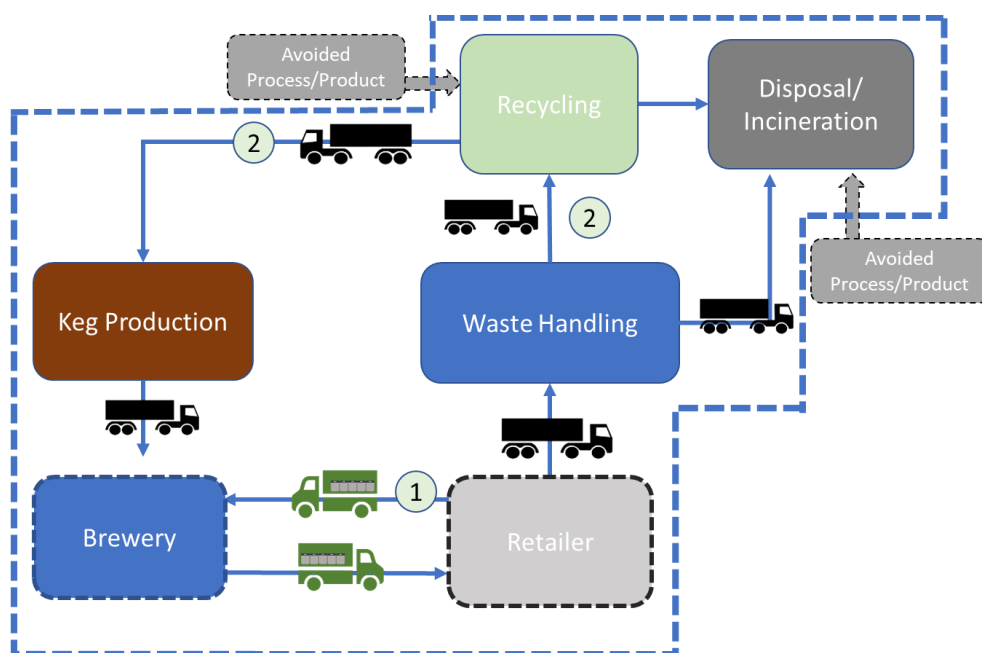 Avoided
Process/Product
Recycling
Disposal/
Incineration
2
2
Avoided
Process/Product
Keg Production
Waste Handling
1
Brewery
Retailer